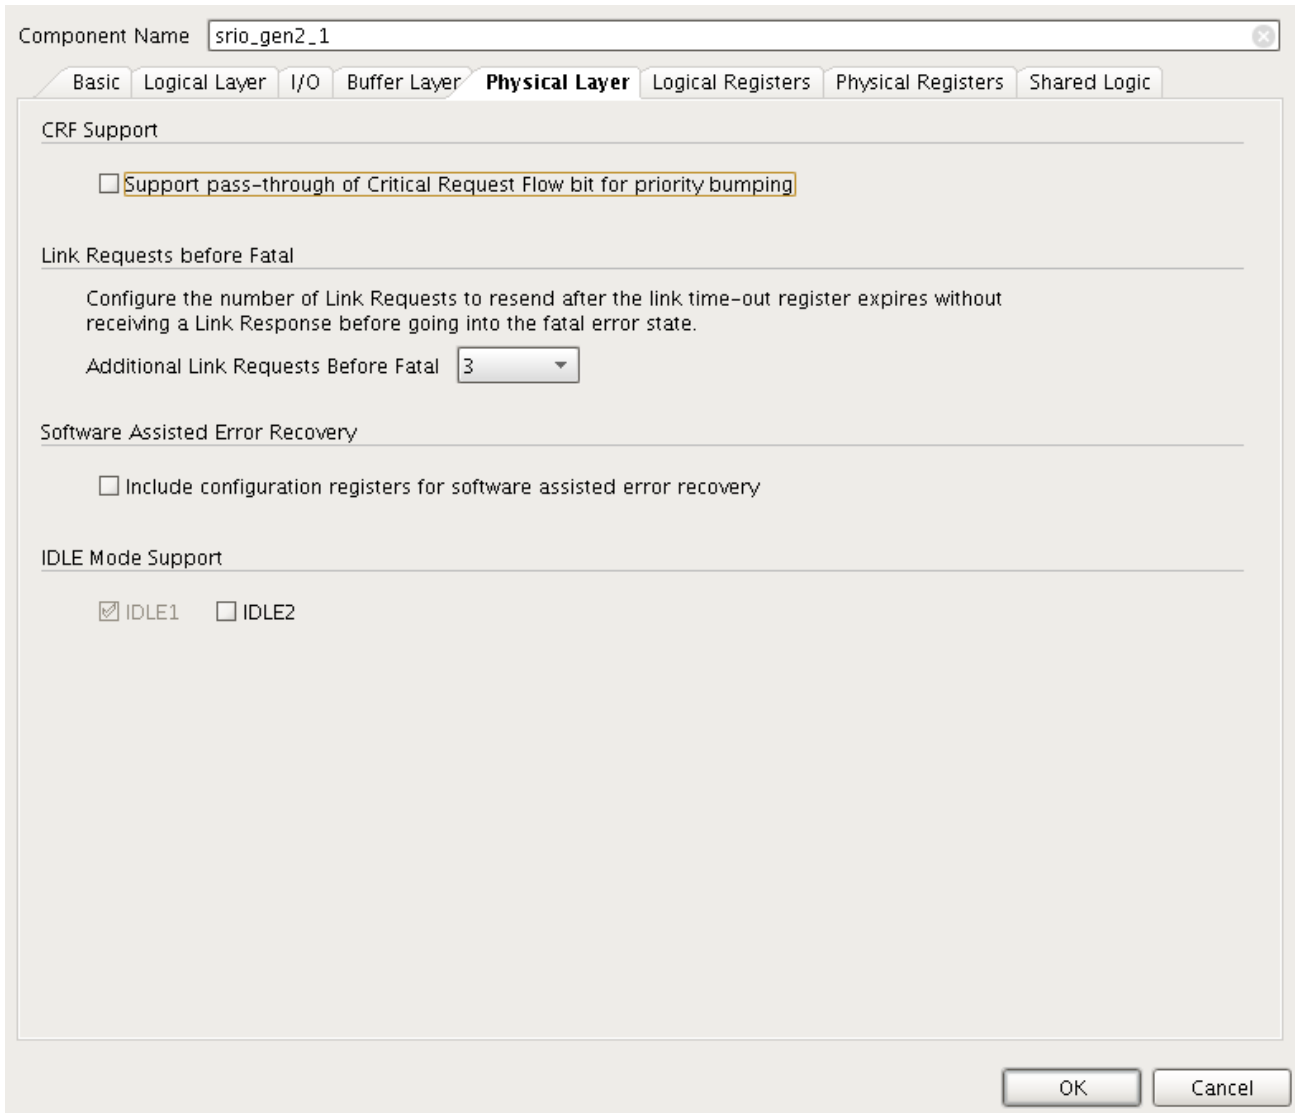 Component Name srio_gen2_1
Basic Logical Layer I/O Buffer Layer Physical Layer Logical Registers Physical Registers Shared Logic
CRF Support
Support pass-through of Critical Request Flow bit for priority bumping
Link Requests before Fatal
Configure the number of Link Requests to resend after the link time-out register expires without
receiving a Link Response before going into the fatal error state.
Additional Link Requests Before Fatal 3
Software Assisted Error Recovery
Include configuration registers for software assisted error recovery
IDLE Mode Support
IDLE1 IDLE2
OK Cancel